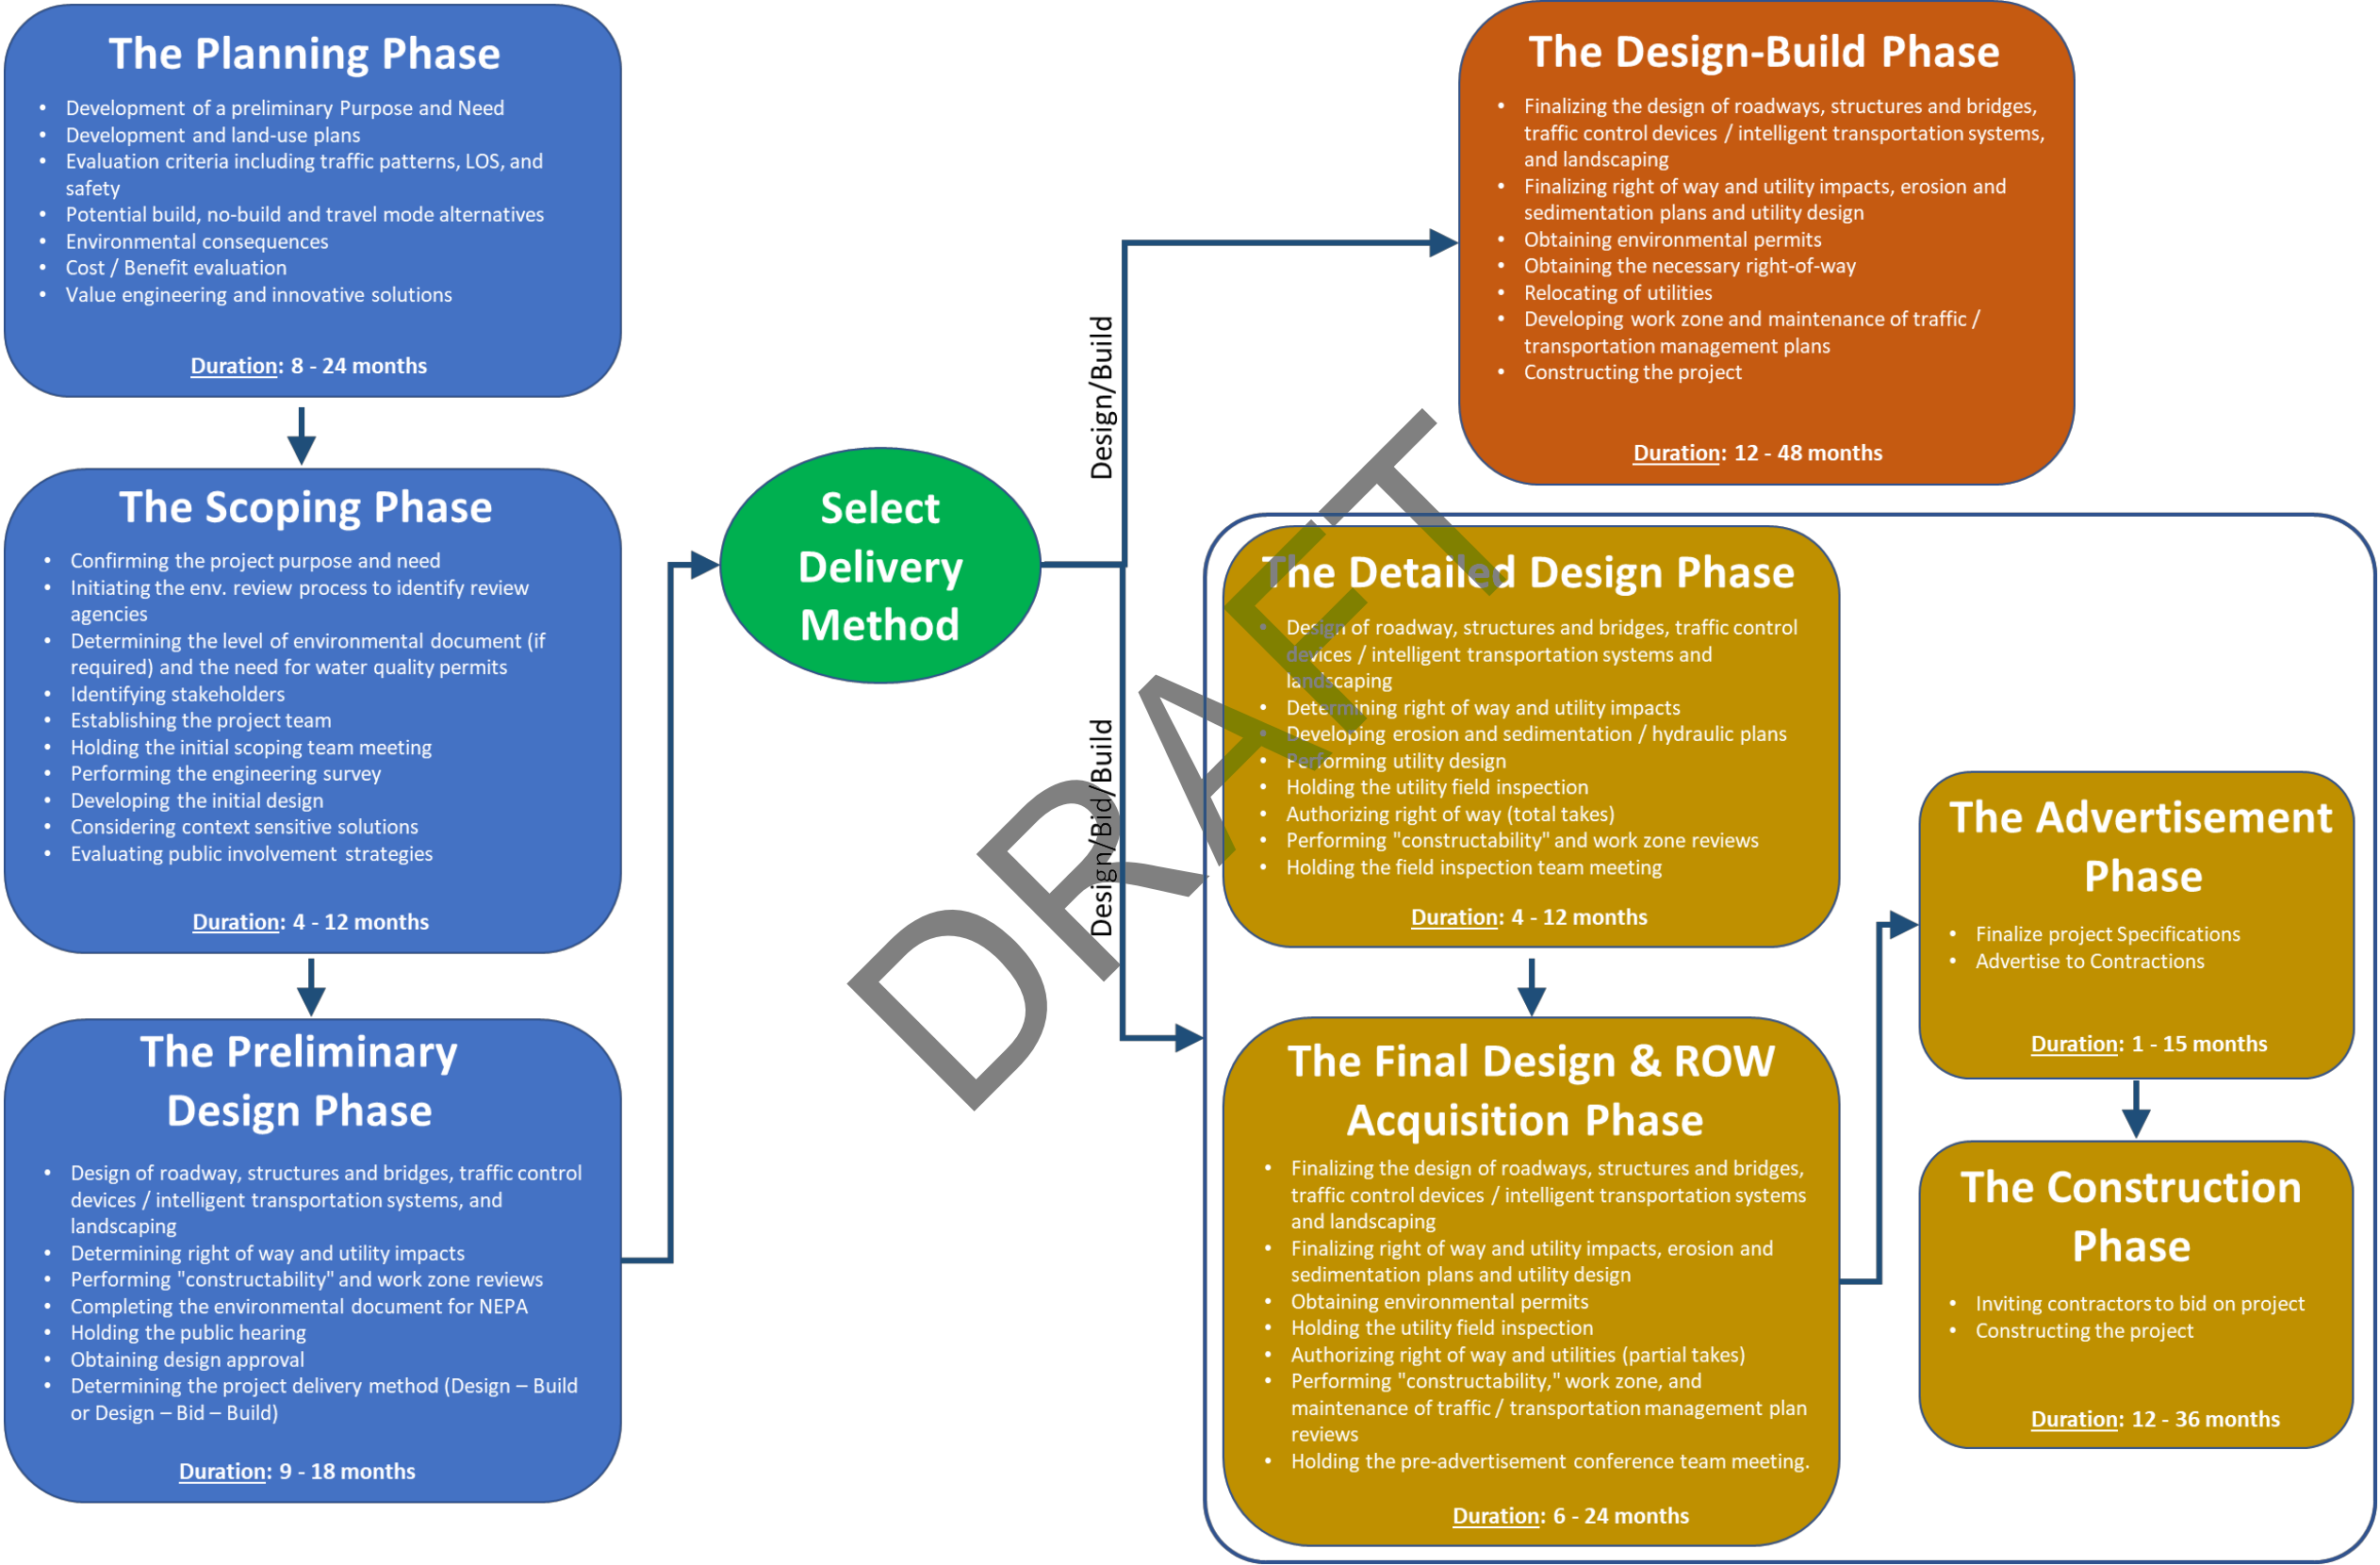 The Planning Phase
• Development of a preliminary Purpose and Need
• Development and land-use plans
• Evaluation criteria including traffic patterns, LOS, and
safety
• Potential build, no-build and travel mode alternatives
• Environmental consequences
• Cost / Benefit evaluation
• Value engineering and innovative solutions
Duration: 8 - 24 months
The Scoping Phase
• Confirming the project purpose and need
• Initiating the env. review process to identify review
agencies
• Determining the level of environmental document (if
required) and the need for water quality permits
• Identifying stakeholders
• Establishing the project team
• Holding the initial scoping team meeting
• Performing the engineering survey
• Developing the initial design
• Considering context sensitive solutions
• Evaluating public involvement strategies
Duration: 4 - 12 months
The Preliminary
Design Phase
• Design of roadway, structures and bridges, traffic control
devices / intelligent transportation systems, and
landscaping
• Determining right of way and utility impacts
• Performing "constructability" and work zone reviews
• Completing the environmental document for NEPA
• Holding the public hearing
• Obtaining design approval
• Determining the project delivery method (Design – Build
or Design – Bid – Build)
Duration: 9 - 18 months
Select
Delivery
Method
Design/Build
Design/Bid/Build
DRAFT
The Design-Build Phase
• Finalizing the design of roadways, structures and bridges,
traffic control devices / intelligent transportation systems,
and landscaping
• Finalizing right of way and utility impacts, erosion and
sedimentation plans and utility design
• Obtaining environmental permits
• Obtaining the necessary right-of-way
• Relocating of utilities
• Developing work zone and maintenance of traffic /
transportation management plans
• Constructing the project
Duration: 12 - 48 months
The Detailed Design Phase
• Design of roadway, structures and bridges, traffic control
devices / intelligent transportation systems and
landscaping
• Determining right of way and utility impacts
• Developing erosion and sedimentation / hydraulic plans
• Performing utility design
• Holding the utility field inspection
• Authorizing right of way (total takes)
• Performing "constructability" and work zone reviews
• Holding the field inspection team meeting
Duration: 4 - 12 months
The Final Design & ROW
Acquisition Phase
• Finalizing the design of roadways, structures and bridges,
traffic control devices / intelligent transportation systems
and landscaping
• Finalizing right of way and utility impacts, erosion and
sedimentation plans and utility design
• Obtaining environmental permits
• Holding the utility field inspection
• Authorizing right of way and utilities (partial takes)
• Performing "constructability," work zone, and
maintenance of traffic / transportation management plan
reviews
• Holding the pre-advertisement conference team meeting.
Duration: 6 - 24 months
The Advertisement
Phase
• Finalize project Specifications
• Advertise to Contractions
Duration: 1 - 15 months
The Construction
Phase
• Inviting contractors to bid on project
• Constructing the project
Duration: 12 - 36 months